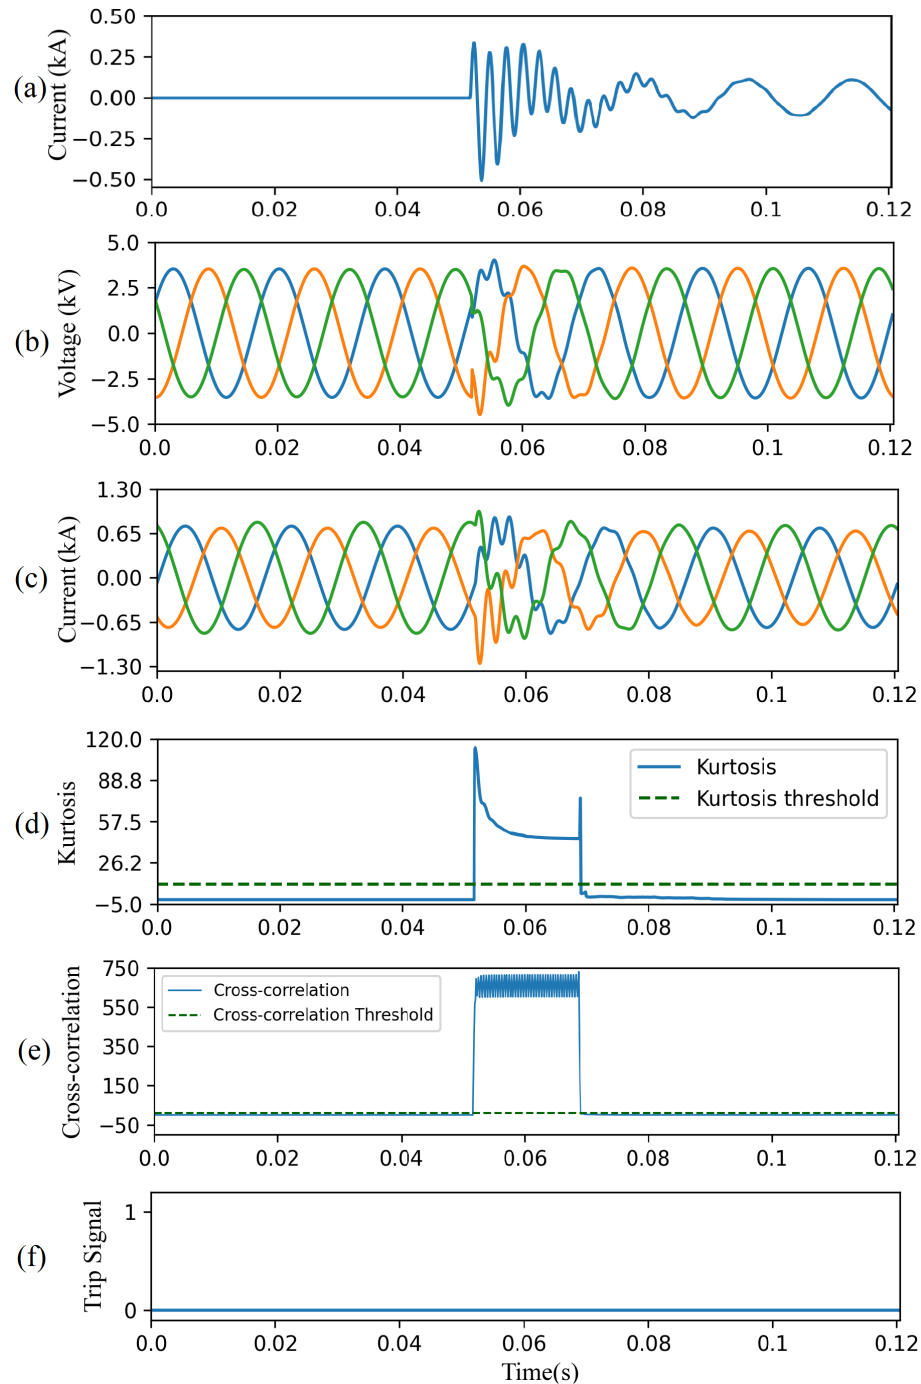 (a)
Current (kA)
0.50
0.25
0.00
−0.25
−0.50
0.0 0.02 0.04 0.06 0.08 0.1 0.12
(b)
Voltage (kV)
5.0
2.5
0.0
−2.5
−5.0
0.0 0.02 0.04 0.06 0.08 0.1 0.12
(c)
Current (kA)
1.30
0.65
0.00
−0.65
−1.30
0.0 0.02 0.04 0.06 0.08 0.1 0.12
(d)
Kurtosis
120.0
88.8
57.5
26.2
−5.0
Kurtosis
Kurtosis threshold
0.0 0.02 0.04 0.06 0.08 0.1 0.12
(e)
Cross-correlation
750
550
350
150
−50
Cross-correlation
Cross-correlation Threshold
0.0 0.02 0.04 0.06 0.08 0.1 0.12
(f)
Trip Signal
1
0
0.0 0.02 0.04 0.06 0.08 0.1 0.12
Time(s)